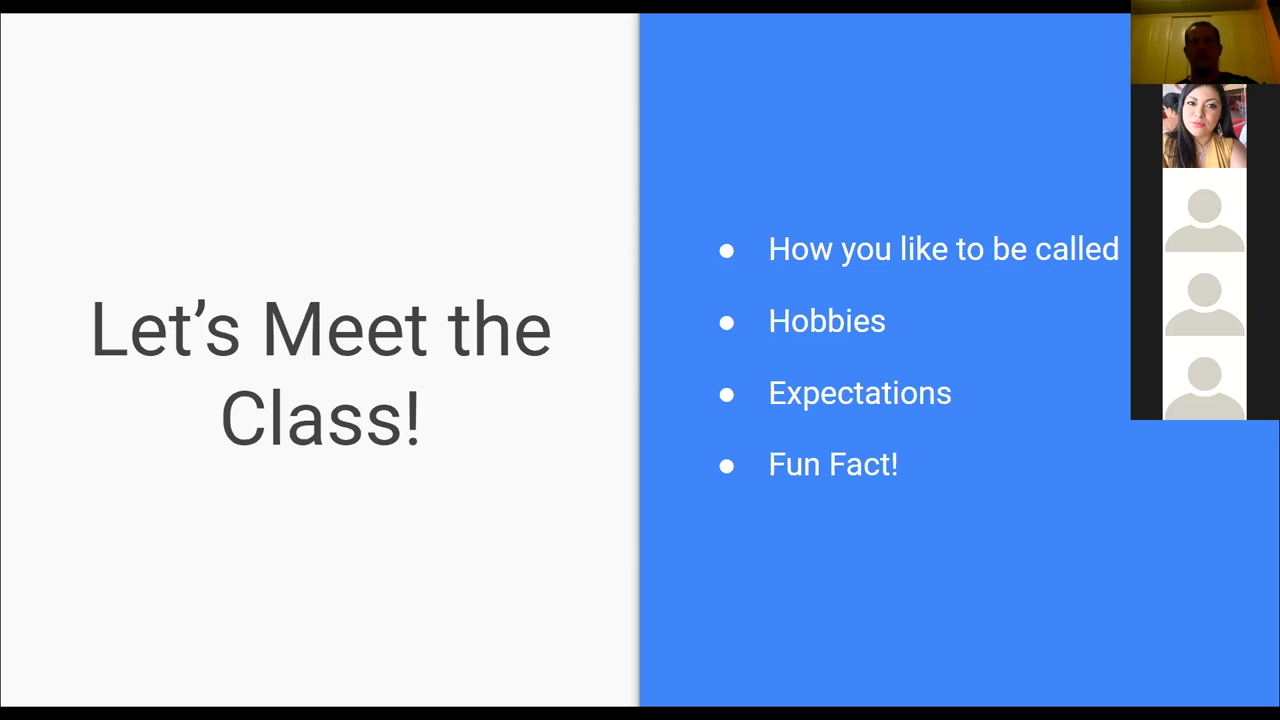 Let’s Meet the
Class!
● How you like to be called
● Hobbies
● Expectations
● Fun Fact!